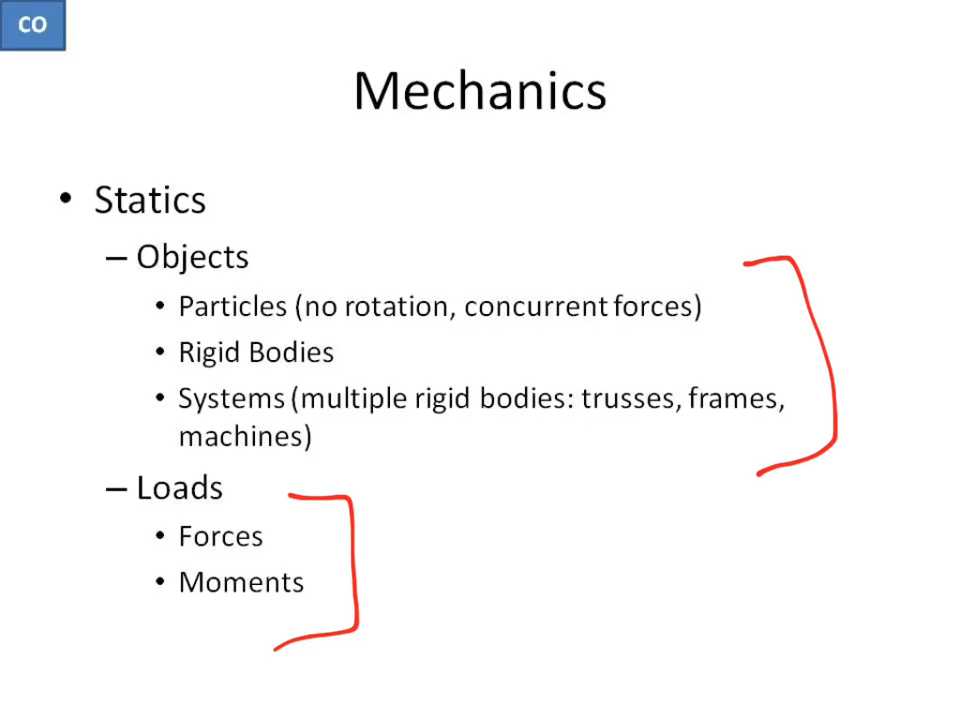 CO
Mechanics
• Statics
– Objects
• Particles (no rotation, concurrent forces)
• Rigid Bodies
• Systems (multiple rigid bodies: trusses, frames,
machines)
– Loads
• Forces
• Moments